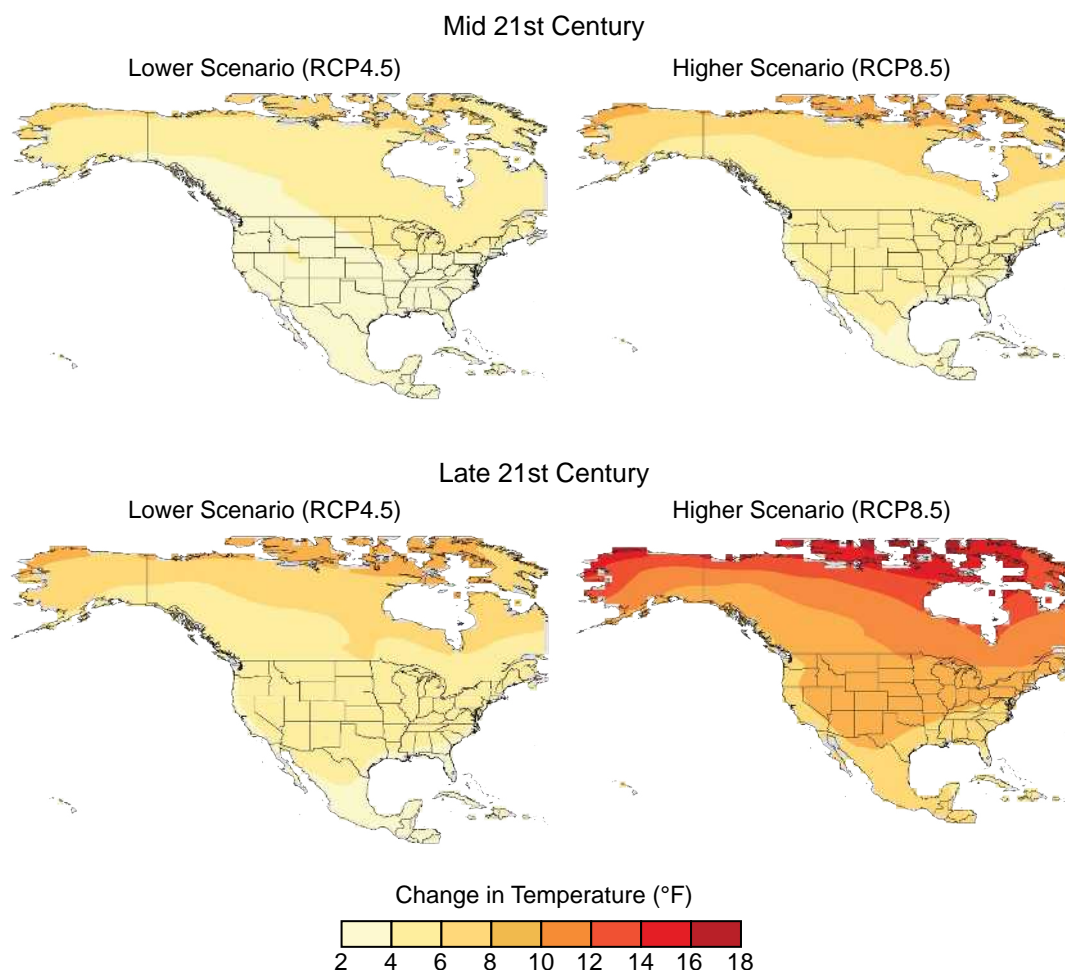 Mid 21st Century
Lower Scenario (RCP4.5) Higher Scenario (RCP8.5)
Late 21st Century
Lower Scenario (RCP4.5) Higher Scenario (RCP8.5)
Change in Temperature (°F)
2 4 6 8 10 12 14 16 18